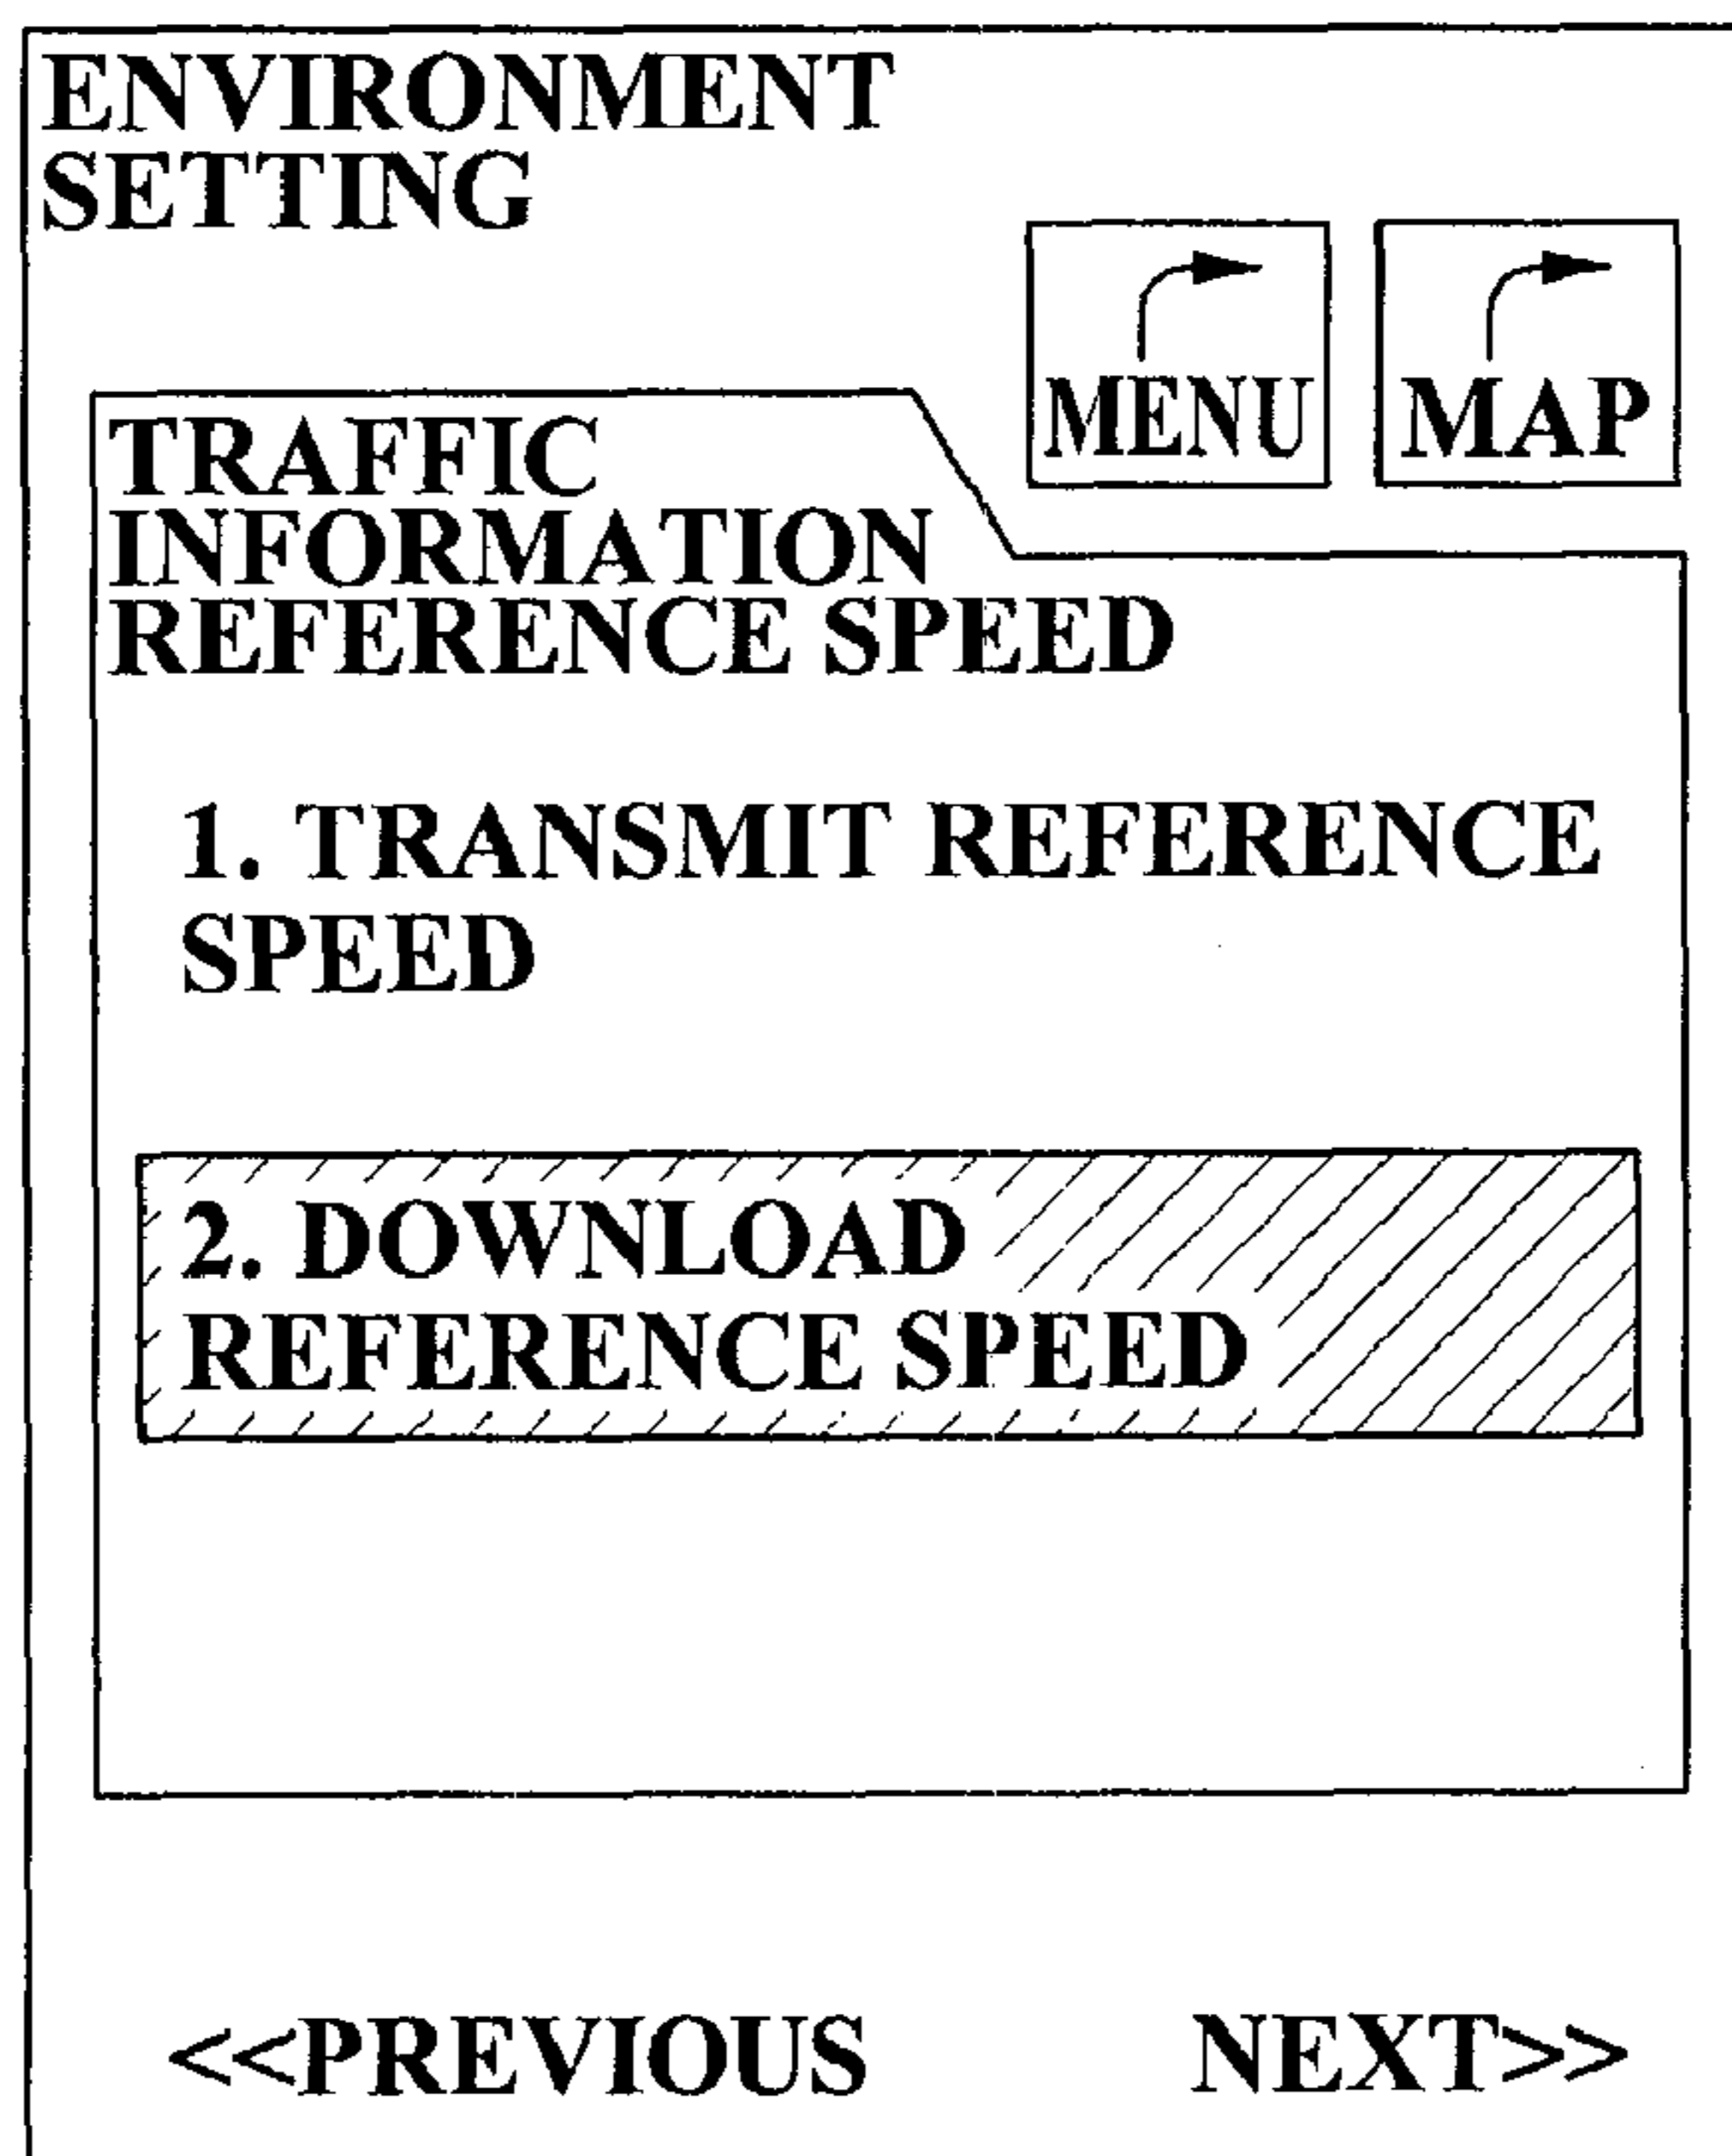 ENVIRONMENT
SETTING
MENU
MAP
TRAFFIC
INFORMATION
REFERENCE SPEED
1. TRANSMIT REFERENCE
SPEED
2. DOWNLOAD
REFERENCE SPEED
<<PREVIOUS
NEXT>>